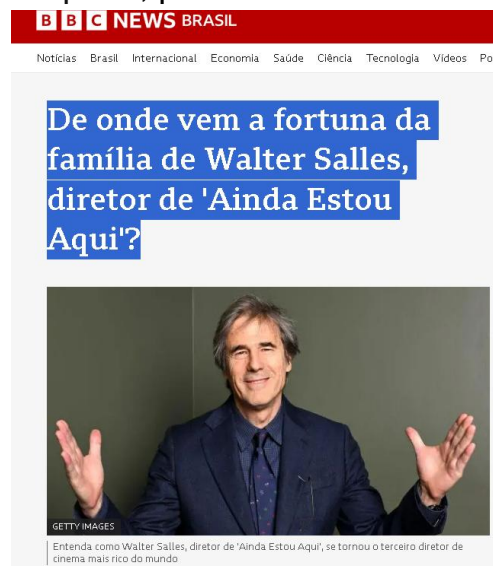 BBC NEWS BRASIL
Notícias Brasil Internacional Economia Saúde Ciência Tecnologia Vídeos
De onde vem a fortuna da
família de Walter Salles,
diretor de 'Ainda Estou
Aqui'?
GETTY IMAGES
Entenda como Walter Salles, diretor de 'Ainda Estou Aqui', se tornou o terceiro diretor de
cinema mais rico do mundo